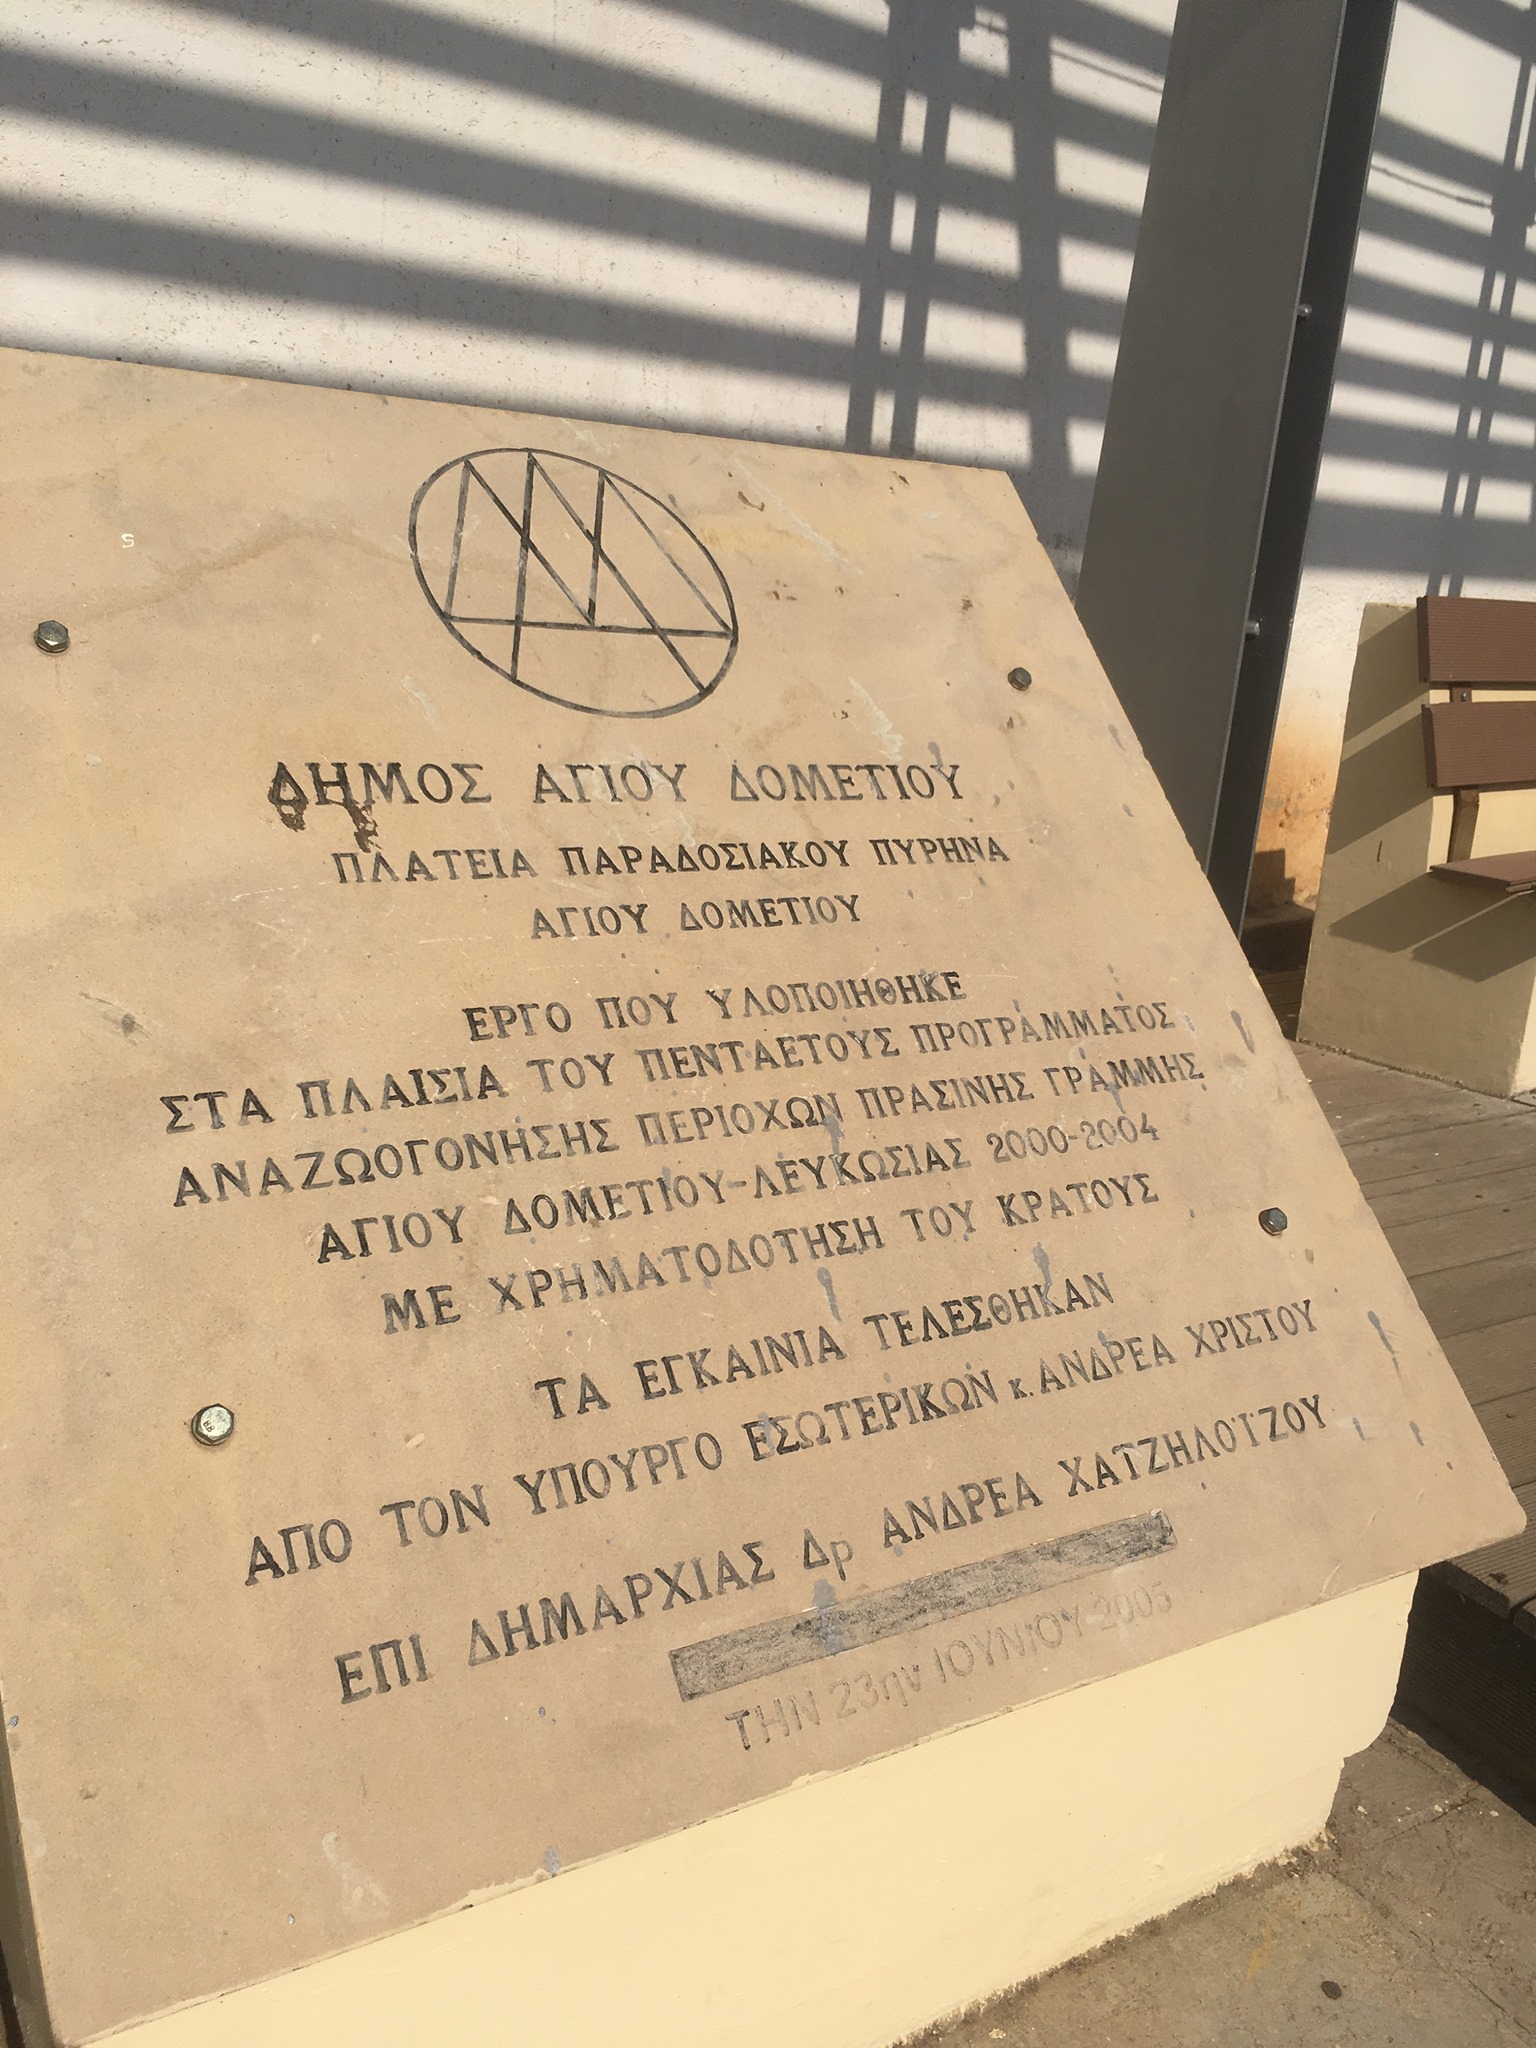 ΔΗΜΟΣ ΑΓΙΟΥ ΔΟΜΕΤΙΟΥ
ΠΛΑΤΕΙΑ ΠΑΡΑΔΟΣΙΑΚΟΥ ΠΥΡΗΝΑ
ΑΓΙΟΥ ΔΟΜΕΤΙΟΥ
ΕΡΓΟ ΠΟΥ ΥΛΟΠΟΙΗΘΗΚΕ
ΣΤΑ ΠΛΑΙΣΙΑ ΤΟΥ ΠΕΝΤΑΕΤΟΥΣ ΠΡΟΓΡΑΜΜΑΤΟΣ
ΑΝΑΖΩΟΓΟΝΗΣΗΣ ΠΕΡΙΟΧΩΝ ΠΡΑΣΙΝΗΣ ΓΡΑΜΜΗΣ
ΑΓΙΟΥ ΔΟΜΕΤΙΟΥ-ΛΕΥΚΩΣΙΑΣ 2000-2004
ΜΕ ΧΡΗΜΑΤΟΔΟΤΗΣΗ ΤΟΥ ΚΡΑΤΟΥΣ
ΤΑ ΕΓΚΑΙΝΙΑ ΤΕΛΕΣΘΗΚΑΝ
ΑΠΟ ΤΟΝ ΥΠΟΥΡΓΟ ΕΣΩΤΕΡΙΚΩΝ κ. ΑΝΔΡΕΑ ΧΡΙΣΤΟΥ
ΕΠΙ ΔΗΜΑΡΧΙΑΣ Δρ ΑΝΔΡΕΑ ΧΑΤΖΗΛΟΪΖΟΥ
ΤΗΝ 23ην ΙΟΥΝΙΟΥ 2005